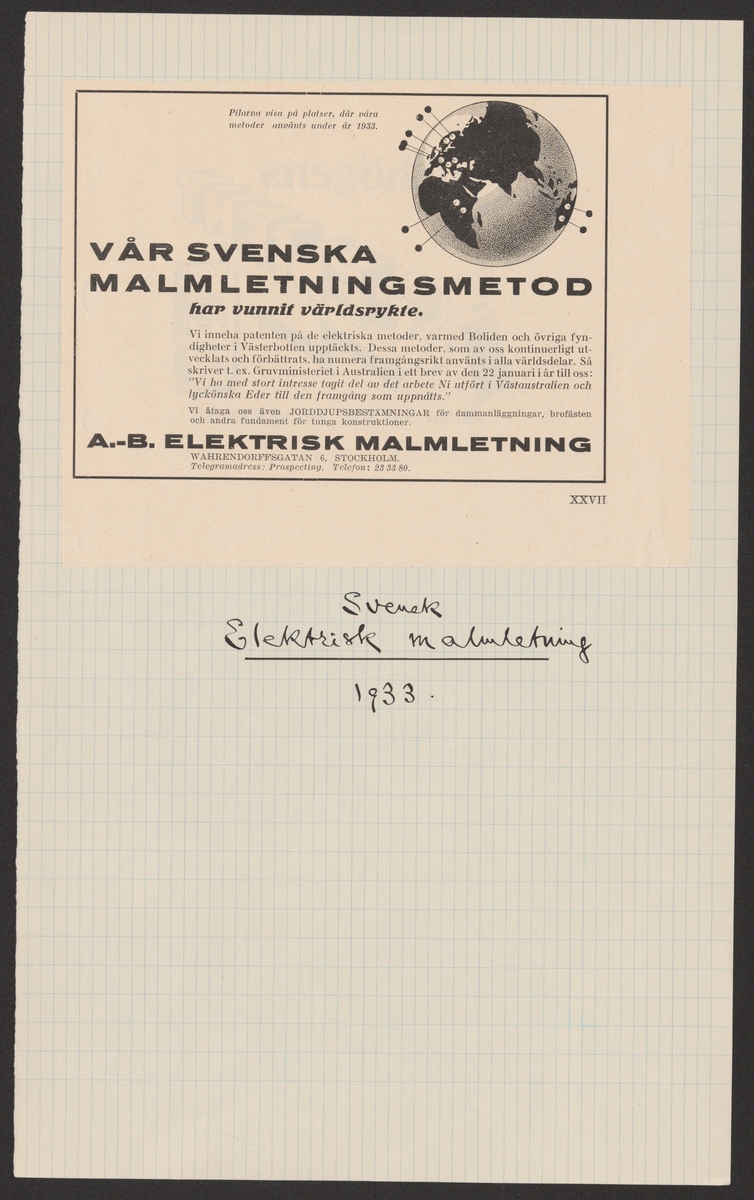 Pilarna visa på platser, där våra
metoder använts under år 1933.
VÅR SVENSKA
MALMLETNINGSMETOD
har vunnit världsrykte.
Vi inneha patenten på de elektriska metoder, varmed Boliden och övriga fyn-
digheter i Västerbotten upptäckts. Dessa metoder, som av oss kontinuerligt ut-
vecklats och förbättrats, ha numera framgångsrikt använts i alla världsdelar. Så
skriver t. ex. Gruvministeriet i Australien i ett brev av den 22 januari i år till oss:
"Vi ha med stort intresse tagit del av det arbete Ni utfört i Västaustralien och
lyckönska Eder till den framgång som uppnåtts."
Vi åtaga oss även JORDDJUPSBESTÄMNINGAR för dammanläggningar, brofästen
och andra fundament för tunga konstruktioner.
A.-B. ELEKTRISK MALMLETNING
WAHRENDORFFSGATAN 6, STOCKHOLM.
Telegramadress: Prospecting. Telefon: 23 33 80.
XXVII
Svensk
Elektrisk malmletning
1933.